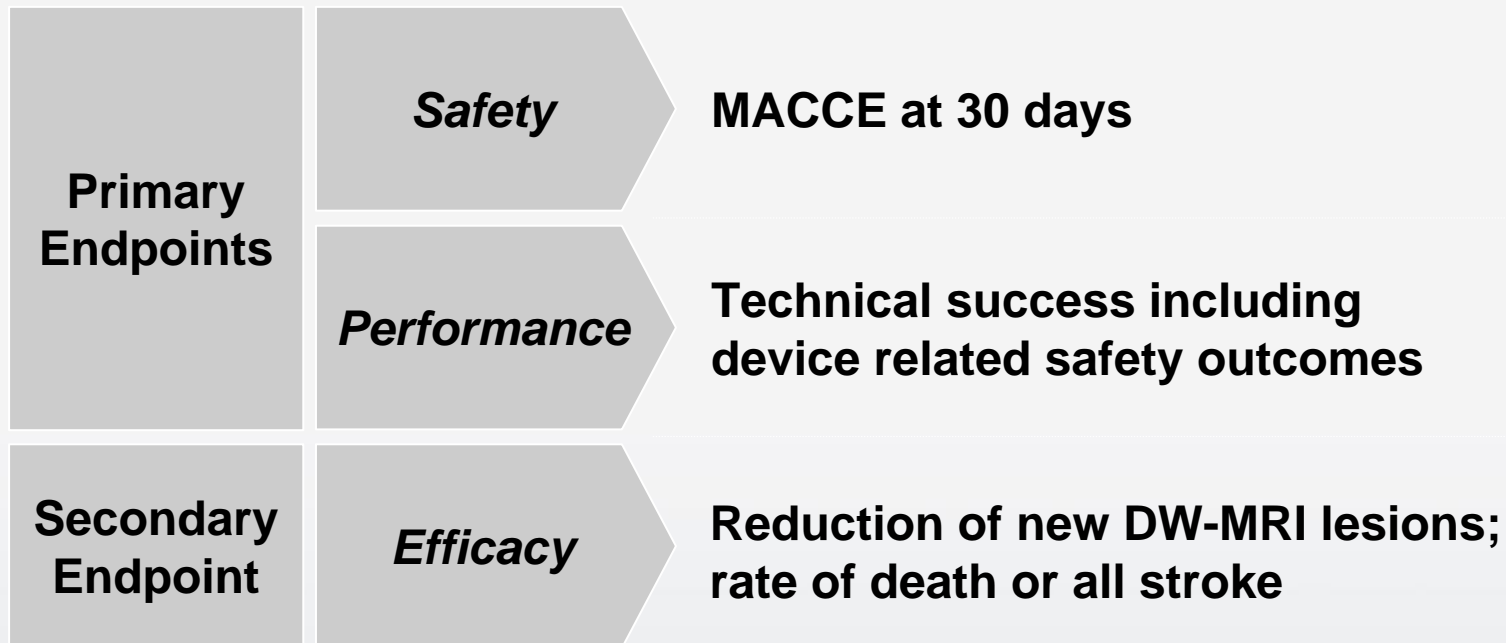 Primary
Endpoints
Safety
MACCE at 30 days
Performance
Technical success including
device related safety outcomes
Secondary
Endpoint
Efficacy
Reduction of new DW-MRI lesions;
rate of death or all stroke